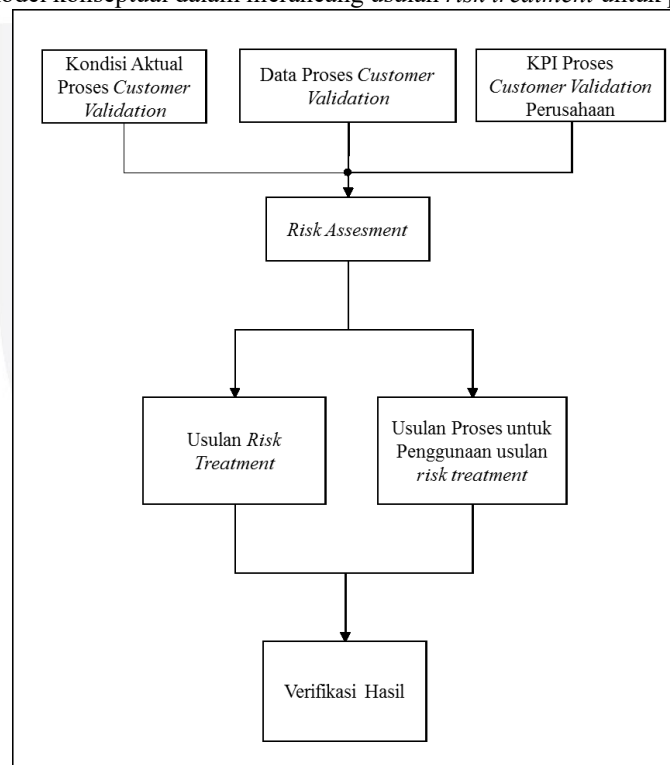 model konseptual dalam merancang usulan risk treatment untuk p
Kondisi Aktual
Proses Customer
Validation
Data Proses Customer
Validation
KPI Proses
Customer Validation
Perusahaan
Risk Assesment
Usulan Risk
Treatment
Usulan Proses untuk
Penggunaan usulan
risk treatment
Verifikasi Hasil